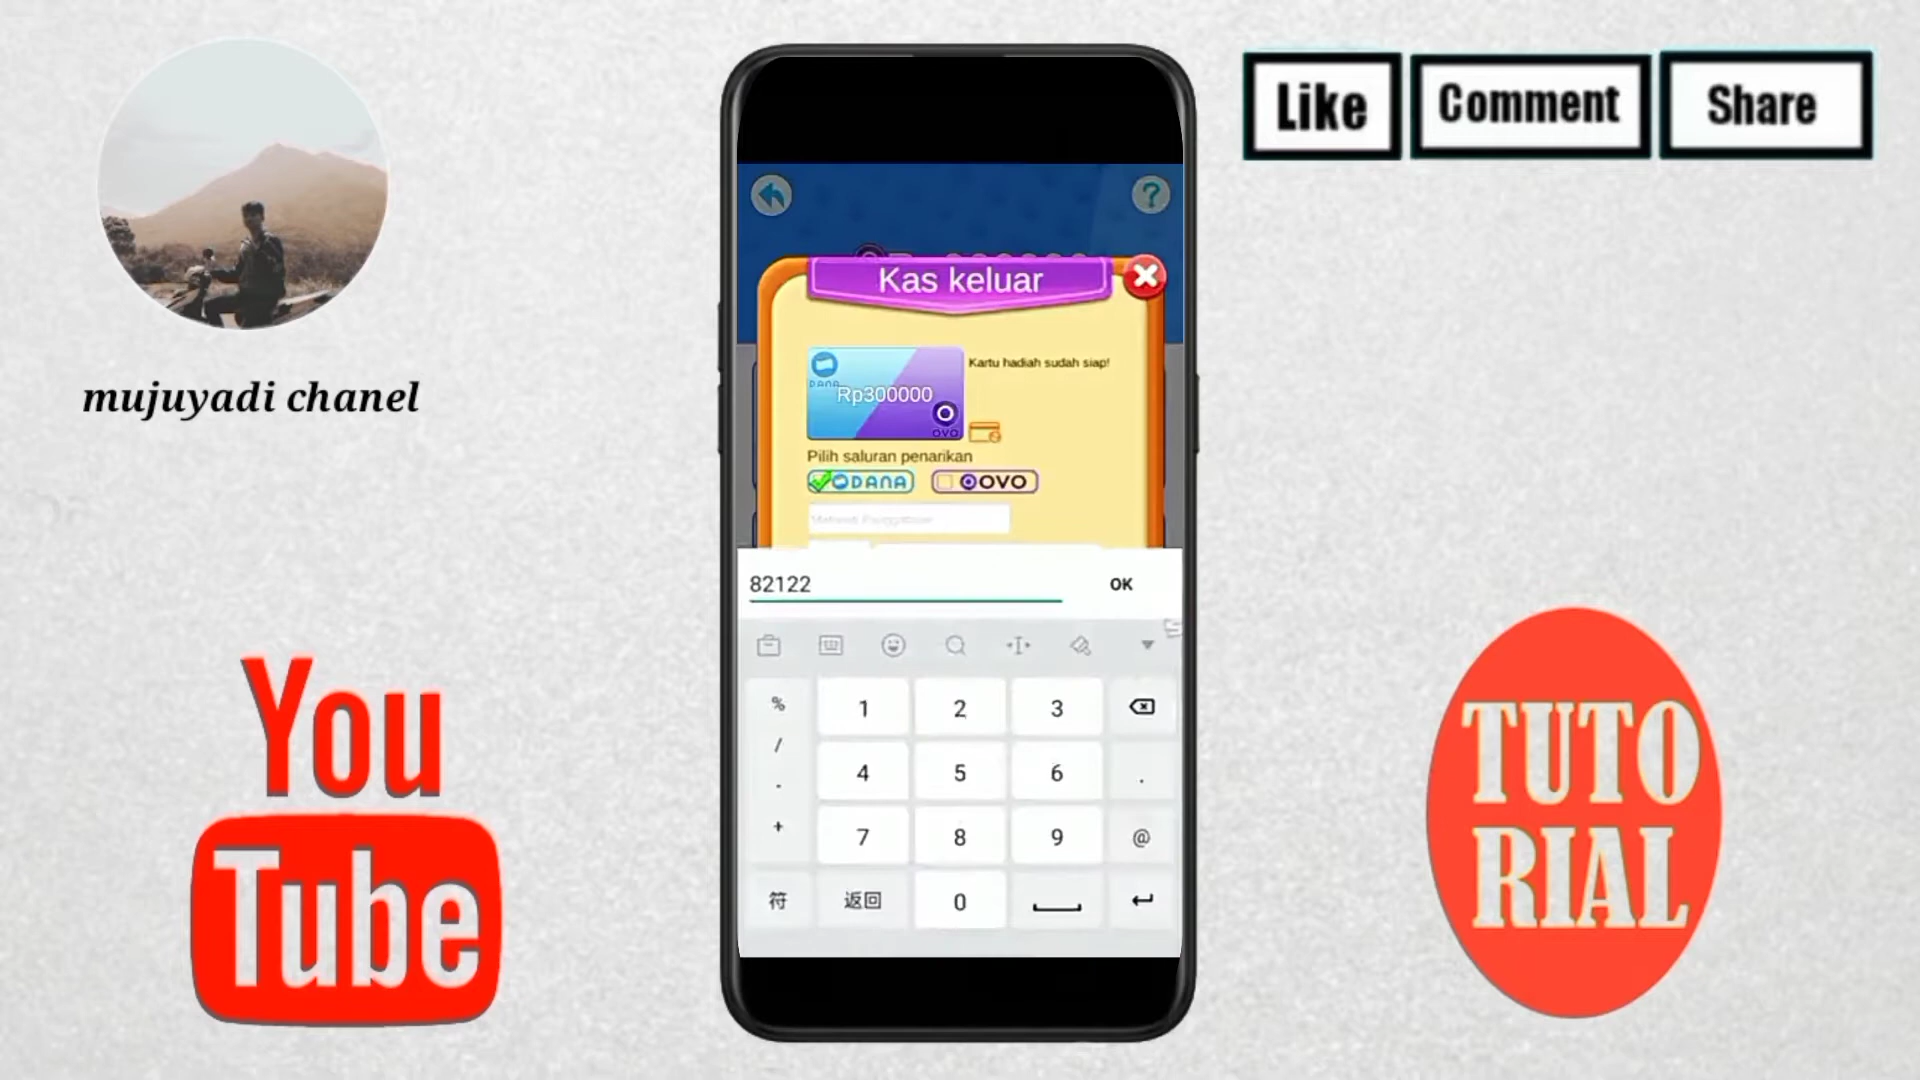 Like
Comment
Share
mujuyadi chanel
You
Tube
TUTO
RIAL
Kas keluar
Kartu hadiah sudah siap!
DANA
Rp300000
OVO
Pilih saluran penarikan
DANA
OVO
82122
OK
%
1
2
3
/
4
5
6
.
-
+
7
8
9
@
符
返回
0